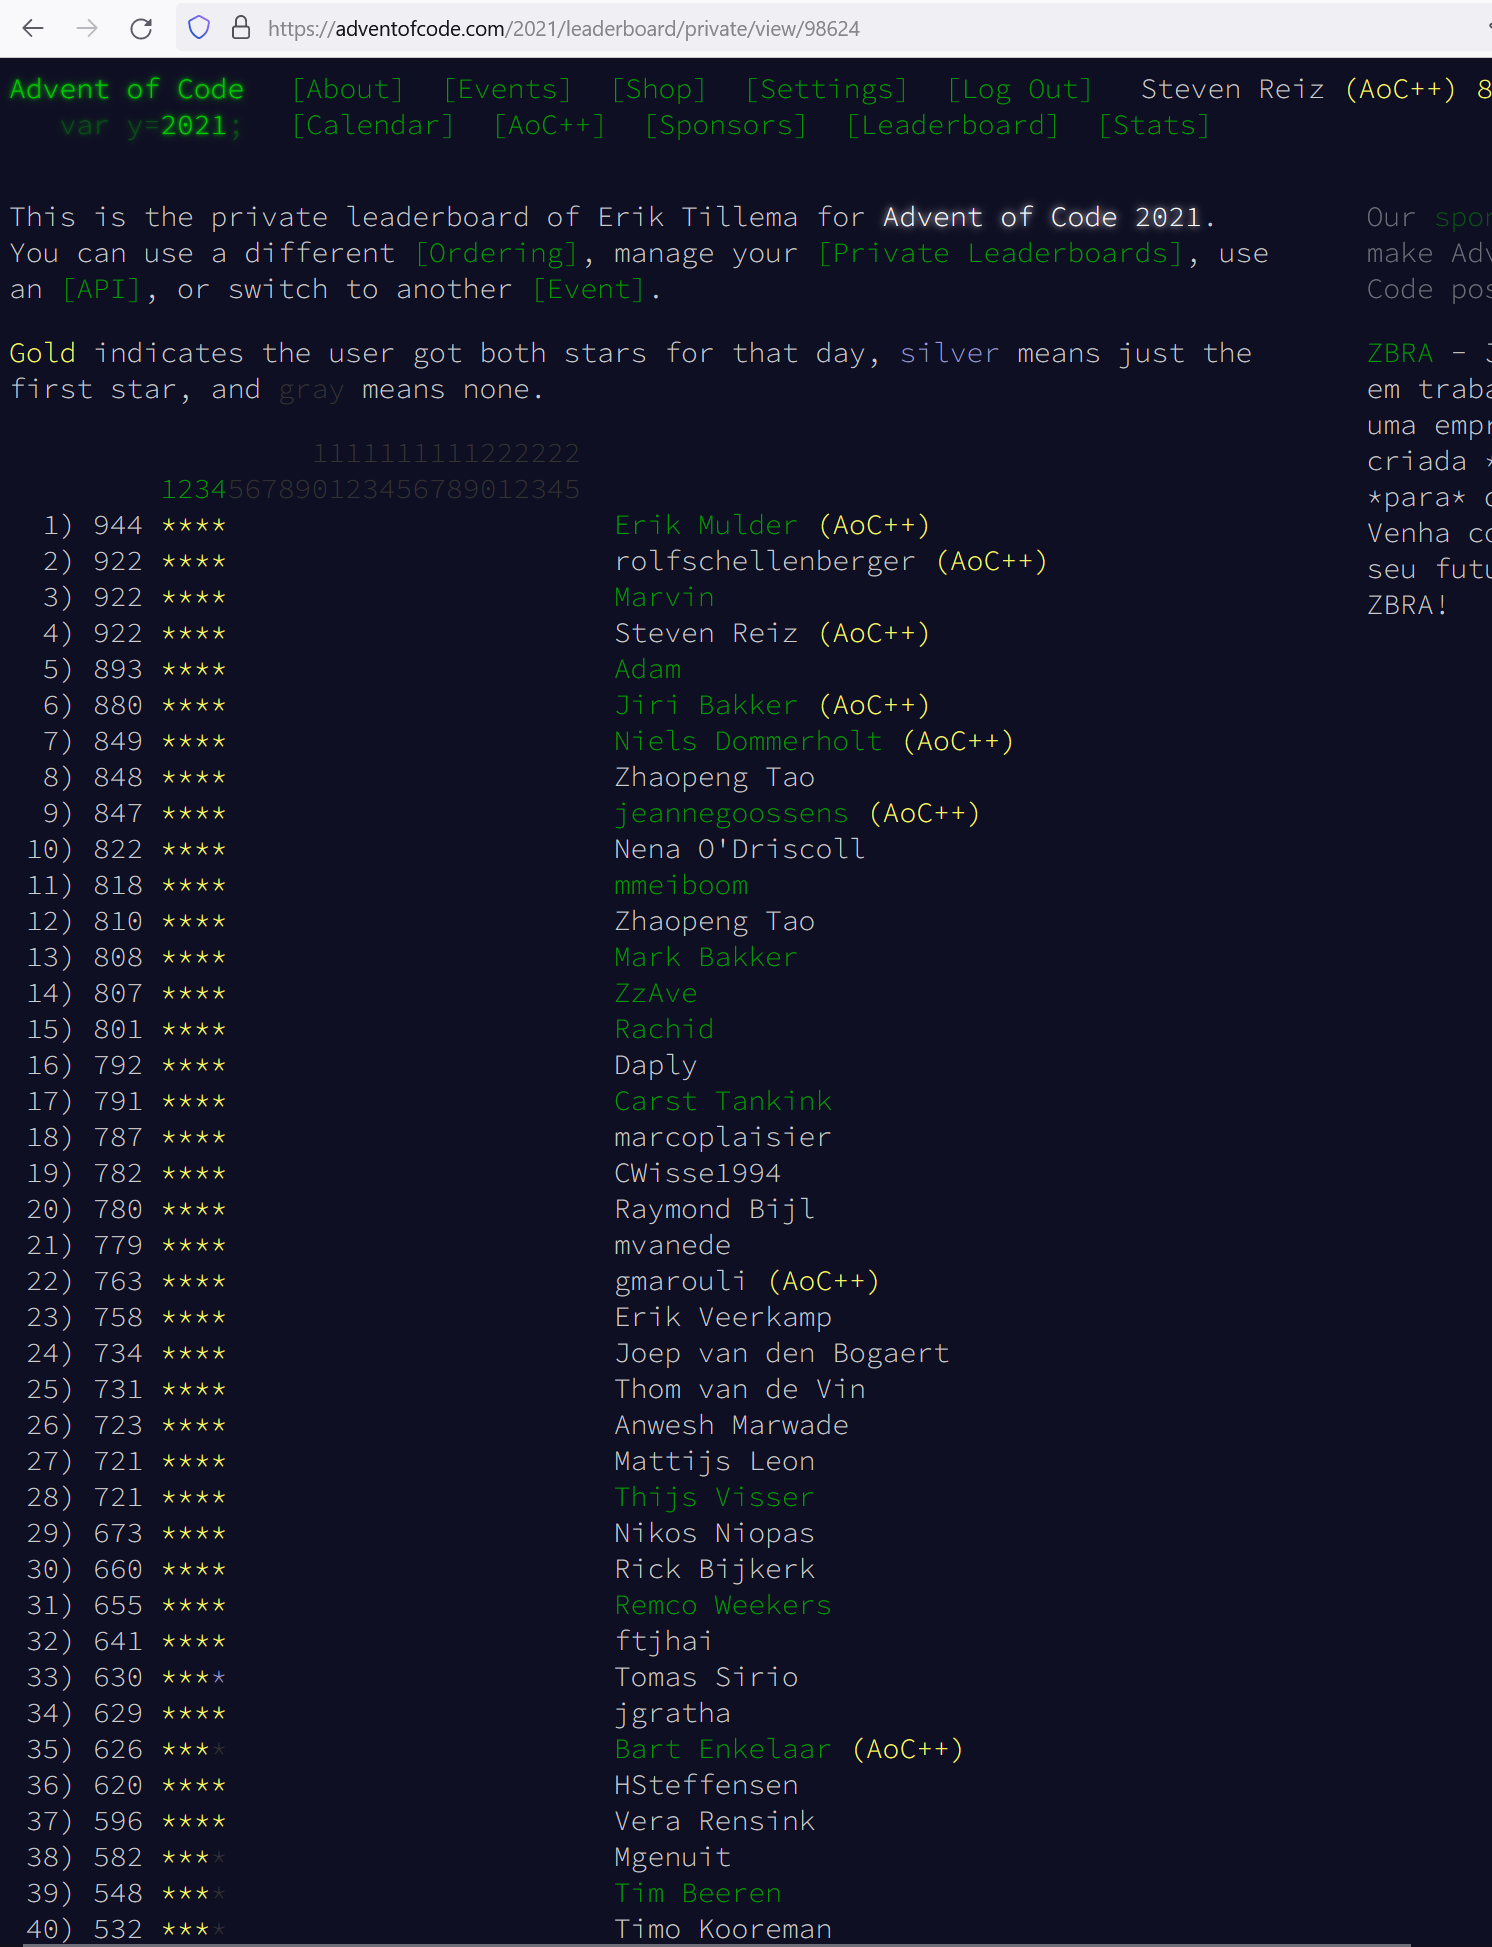 https://adventofcode.com/2021/leaderboard/private/view/98624
Advent of Code [About] [Events] [Shop] [Settings] [Log Out] Steven Reiz (AoC++) 8
var y=2021; [Calendar] [AoC++] [Sponsors] [Leaderboard] [Stats]
This is the private leaderboard of Erik Tillema for Advent of Code 2021.
You can use a different [Ordering], manage your [Private Leaderboards], use
an [API], or switch to another [Event].
Gold indicates the user got both stars for that day, silver means just the
first star, and gray means none.
1111111111222222
1234567890123456789012345
1) 944 **** Erik Mulder (AoC++)
2) 922 **** rolfschellenberger (AoC++)
3) 922 **** Marvin
4) 922 **** Steven Reiz (AoC++)
5) 893 **** Adam
6) 880 **** Jiri Bakker (AoC++)
7) 849 **** Niels Dommerholt (AoC++)
8) 848 **** Zhaopeng Tao
9) 847 **** jeannegoossens (AoC++)
10) 822 **** Nena O'Driscoll
11) 818 **** mmeiboom
12) 810 **** Zhaopeng Tao
13) 808 **** Mark Bakker
14) 807 **** ZzAve
15) 801 **** Rachid
16) 792 **** Daply
17) 791 **** Carst Tankink
18) 787 **** marcoplaisier
19) 782 **** CWisse1994
20) 780 **** Raymond Bijl
21) 779 **** mvanede
22) 763 **** gmarouli (AoC++)
23) 758 **** Erik Veerkamp
24) 734 **** Joep van den Bogaert
25) 731 **** Thom van de Vin
26) 723 **** Anwesh Marwade
27) 721 **** Mattijs Leon
28) 721 **** Thijs Visser
29) 673 **** Nikos Niopas
30) 660 **** Rick Bijkerk
31) 655 **** Remco Weekers
32) 641 **** ftjhai
33) 630 **** Tomas Sirio
34) 629 **** jgratha
35) 626 **** Bart Enkelaar (AoC++)
36) 620 **** HSteffensen
37) 596 **** Vera Rensink
38) 582 **** Mgenuit
39) 548 **** Tim Beeren
40) 532 **** Timo Kooreman
Our
make
Code
ZBRA -
em
uma
criada
*para*
Venha
seu
ZBRA!